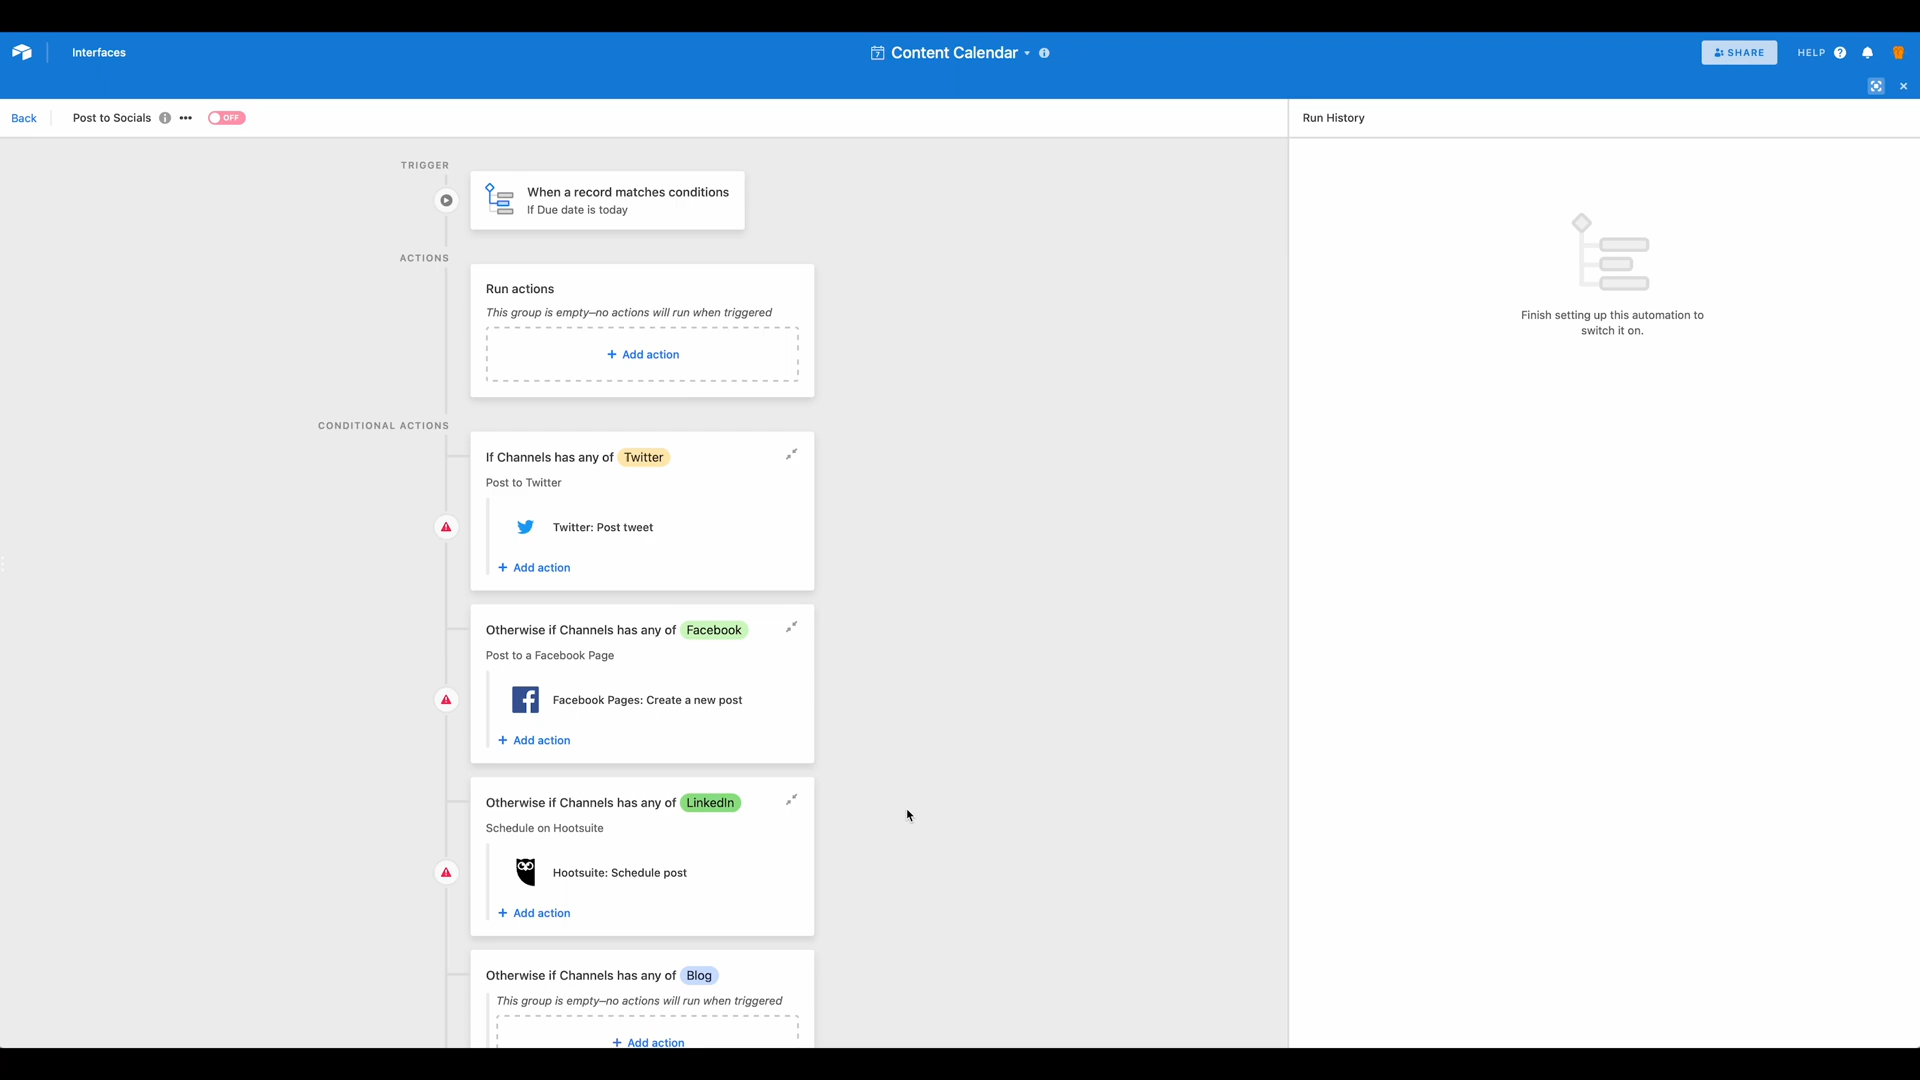 Interfaces
7
Content Calendar
SHARE
HELP ?
Back
Post to Socials
OFF
Run History
TRIGGER
When a record matches conditions
If Due date is today
ACTIONS
Run actions
This group is empty–no actions will run when triggered
+ Add action
CONDITIONAL ACTIONS
If Channels has any of Twitter
Post to Twitter
Twitter: Post tweet
+ Add action
Otherwise if Channels has any of Facebook
Post to a Facebook Page
Facebook Pages: Create a new post
+ Add action
Otherwise if Channels has any of LinkedIn
Schedule on Hootsuite
Hootsuite: Schedule post
+ Add action
Otherwise if Channels has any of Blog
This group is empty–no actions will run when triggered
+ Add action
Finish setting up this automation to
switch it on.